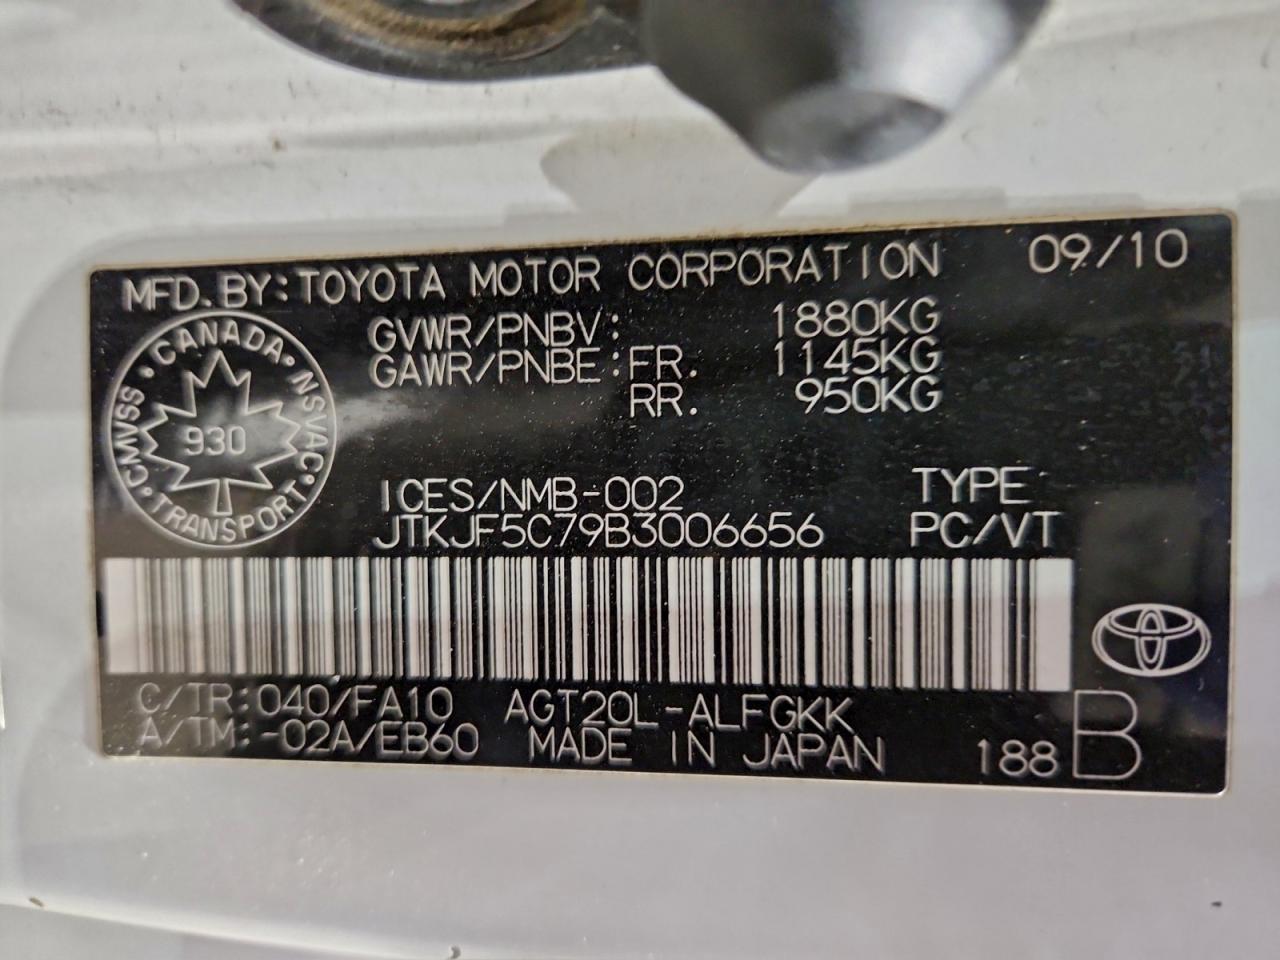 MFD.BY:TOYOTA MOTOR CORPORATION 09/10
GVWR/PNBV: 1880KG
GAWR/PNBE:FR. 1145KG
RR. 950KG
CANADA · NSVAC · TRANSPORT · CMVSS ·
930
ICES/NMB-002 TYPE
JTKJF5C79B3006656 PC/VT
C/TR:040/FA10 AGT20L-ALFGKK
A/TM:-02A/EB60 MADE IN JAPAN 188 B